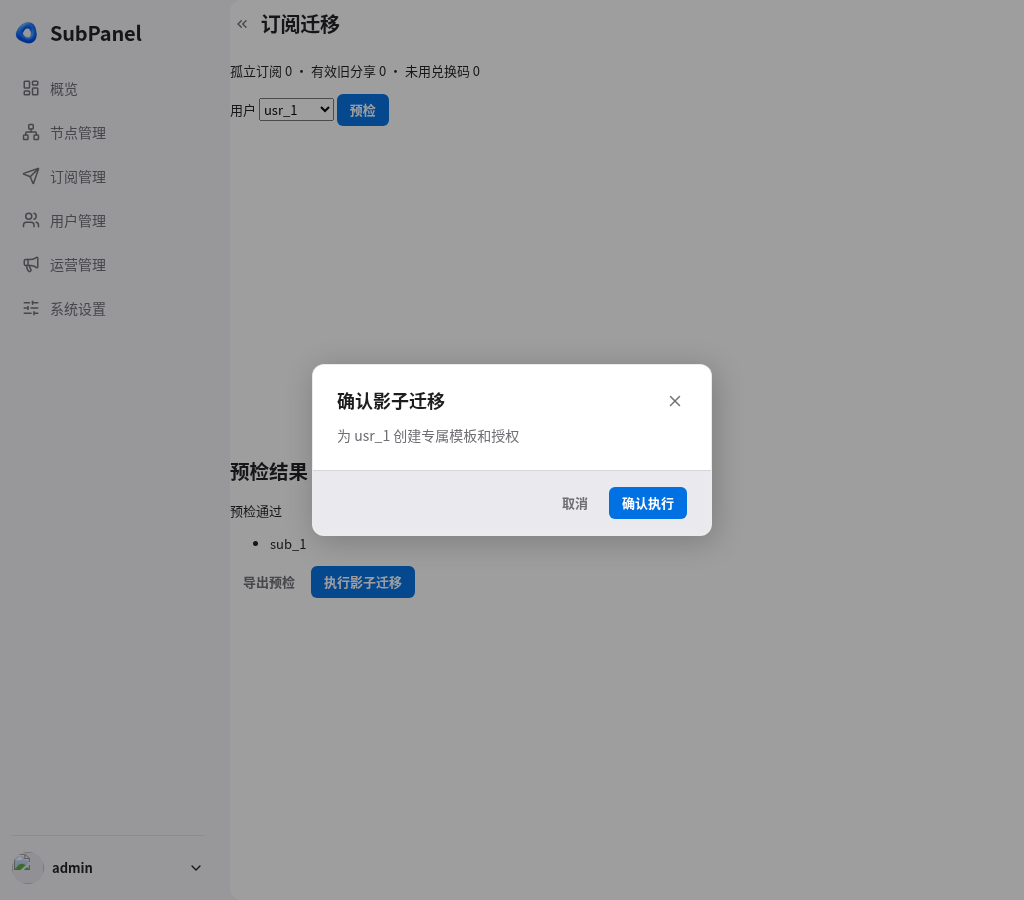 SubPanel
概览
节点管理
订阅管理
用户管理
运营管理
系统设置
admin
订阅迁移
孤立订阅 0 · 有效旧分享 0 · 未用兑换码 0
用户 usr_1 预检
预检结果
预检通过
sub_1
导出预检 执行影子迁移
确认影子迁移
为 usr_1 创建专属模板和授权
取消 确认执行